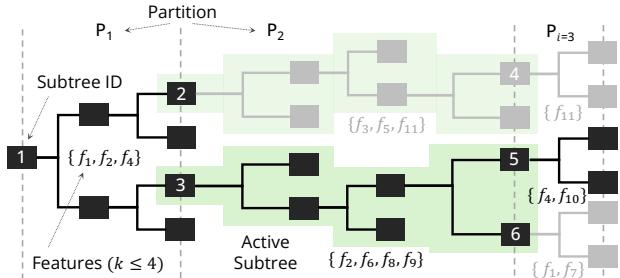 Partition
P1 P2 Pi=3
Subtree ID
1
2
4
{f3, f5, f11}
{f11}
{f1, f2, f4}
3
5
{f4, f10}
6
Features (k ≤ 4)
Active
Subtree
{f2, f6, f8, f9}
{f1, f7}